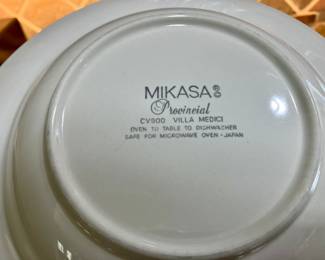 MIKASA®©
Provincial
CV900 VILLA MEDICI
OVEN TO TABLE TO DISHWASHER
SAFE FOR MICROWAVE OVEN - JAPAN